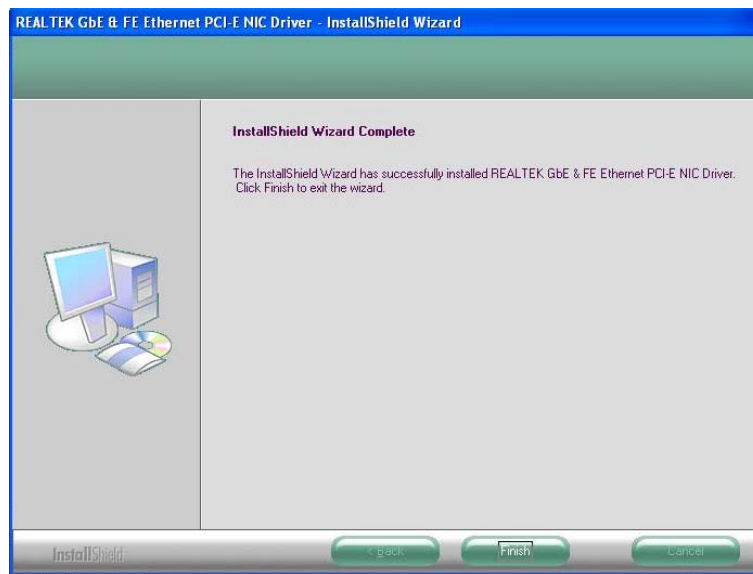 REALTEK GbE & FE Ethernet PCI-E NIC Driver - InstallShield Wizard
InstallShield Wizard Complete
The InstallShield Wizard has successfully installed REALTEK GbE & FE Ethernet PCI-E NIC Driver.
Click Finish to exit the wizard.
InstallShield
< Back
Finish
Cancel